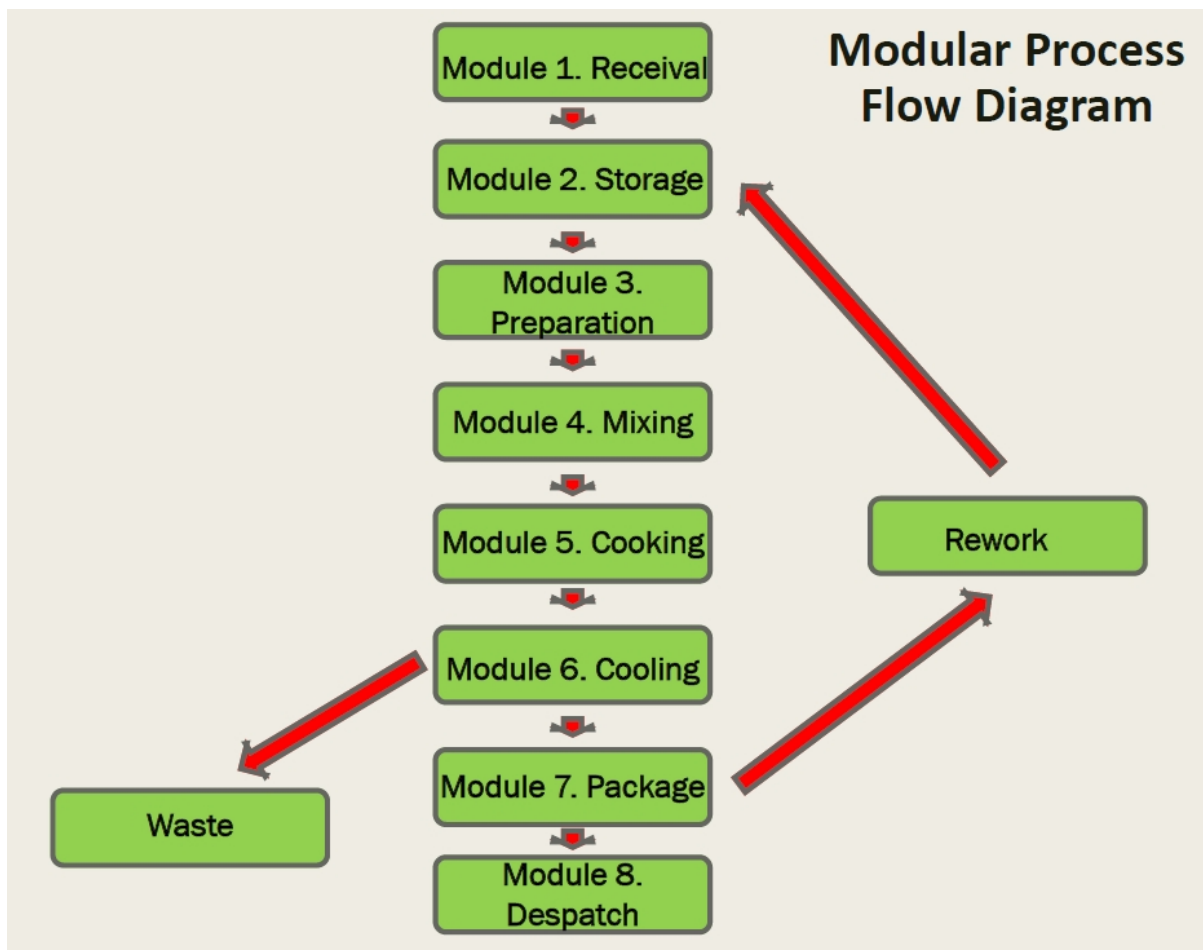 Modular Process
Flow Diagram
Module 1. Receival
Module 2. Storage
Module 3.
Preparation
Module 4. Mixing
Module 5. Cooking
Rework
Module 6. Cooling
Module 7. Package
Waste
Module 8.
Despatch